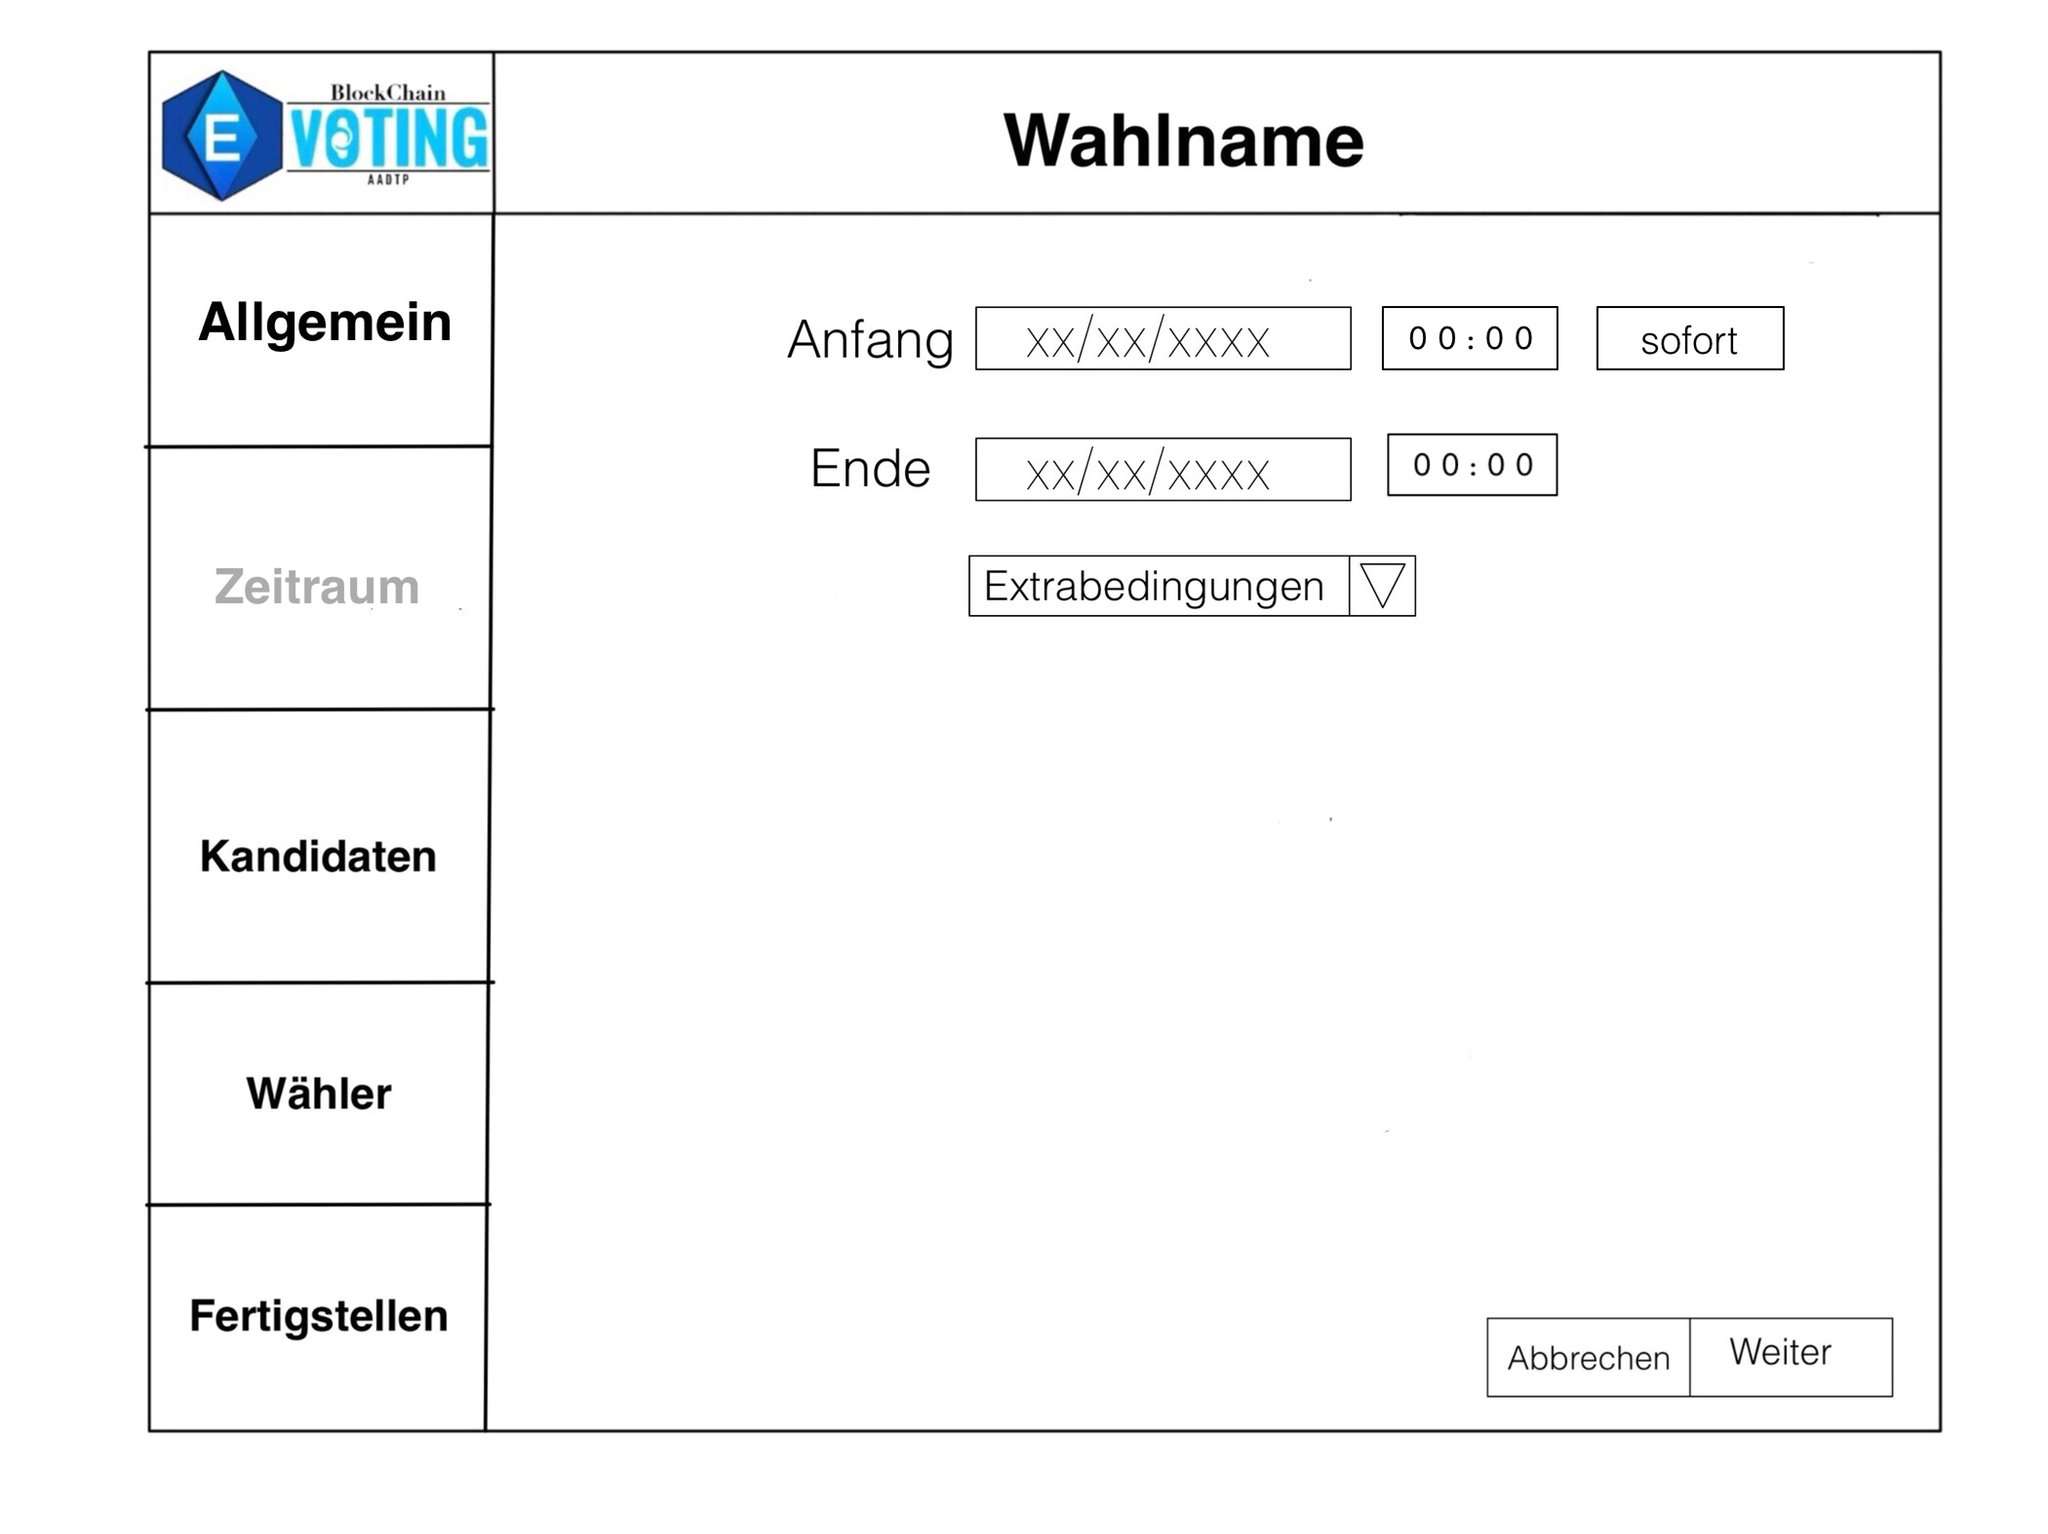 BlockChain
E VOTING
AADTP
Wahlname
Allgemein
Zeitraum
Kandidaten
Wähler
Fertigstellen
Anfang xx/xx/xxxx 00:00 sofort
Ende xx/xx/xxxx 00:00
Extrabedingungen
Abbrechen Weiter